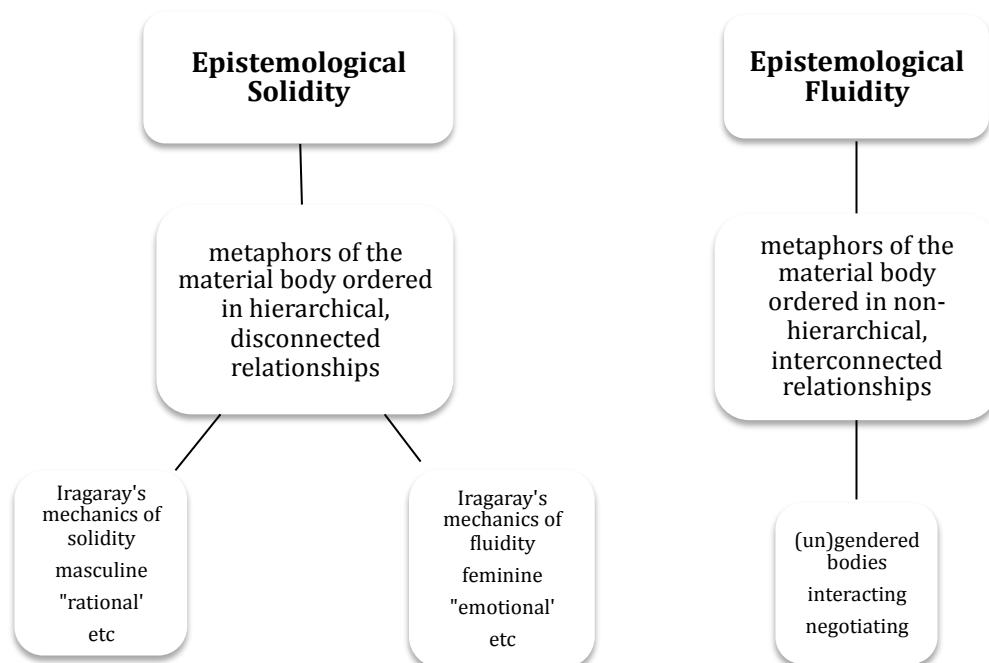 Epistemological
Solidity
metaphors of the
material body ordered
in hierarchical,
disconnected
relationships
Iragaray's
mechanics of
solidity
masculine
"rational'
etc
Iragaray's
mechanics of
fluidity
feminine
"emotional'
etc
Epistemological
Fluidity
metaphors of the
material body
ordered in non-
hierarchical,
interconnected
relationships
(un)gendered
bodies
interacting
negotiating